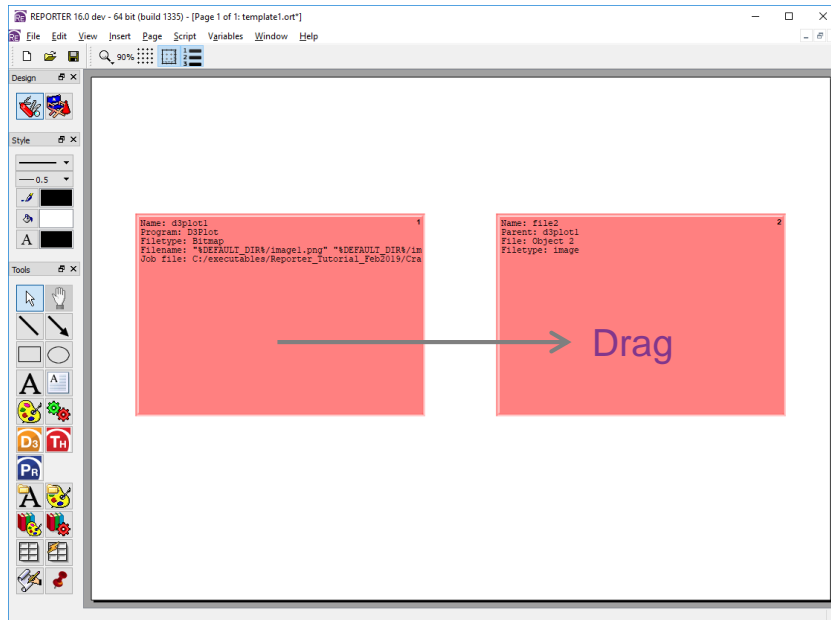 REPORTER 16.0 dev - 64 bit (build 1335) - [Page 1 of 1: template1.ort*]
File Edit View Insert Page Script Variables Window Help
90%
Design
Style
0.5
A
Tools
A A
D3 TH
PR
A
Name: d3plot1 1
Program: D3Plot
Filetype: Bitmap
Filename: "%DEFAULT_DIR%/image1.png" "%DEFAULT_DIR%/im
Job file: C:/executables/Reporter_Tutorial_Feb2019/Cra
Name: file2 2
Parent: d3plot1
File: Object 2
Filetype: image
Drag